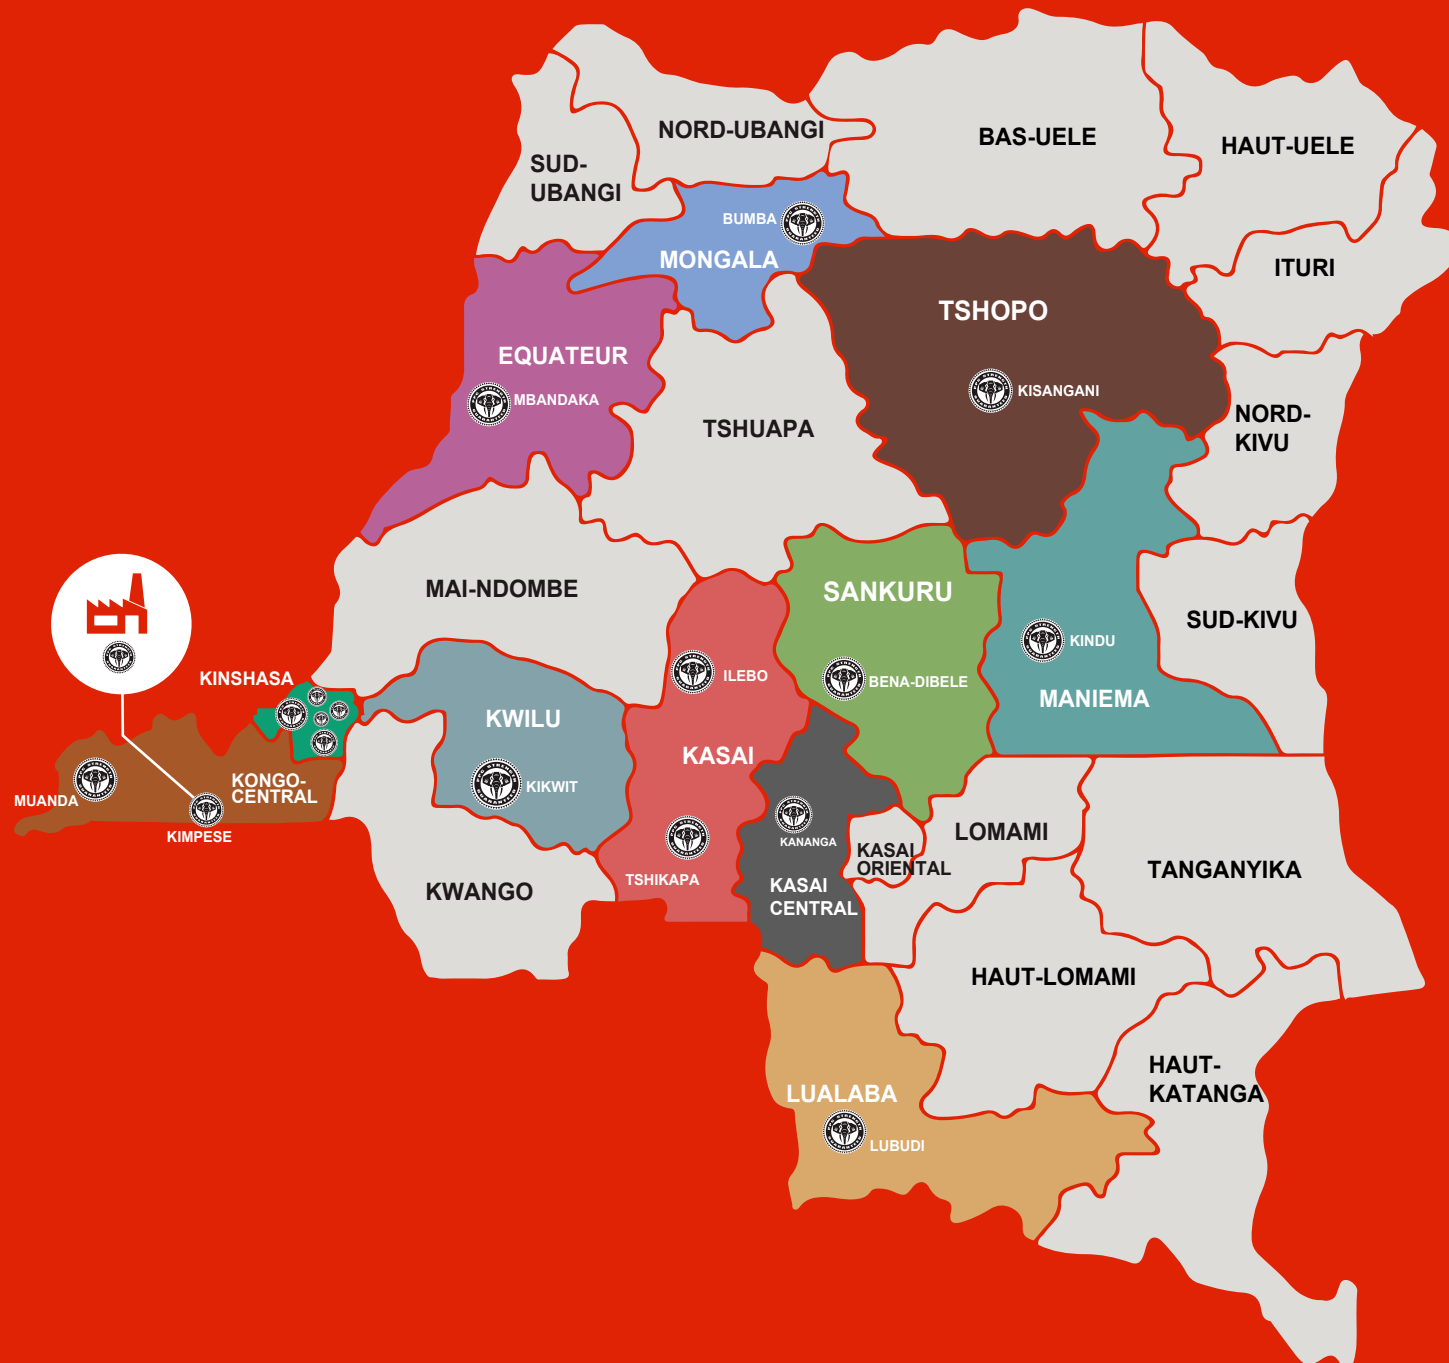 NORD-UBANGI
BAS-UELE
HAUT-UELE
SUD-
UBANGI
BUMBA
MONGALA
ITURI
TSHOPO
EQUATEUR
MBANDAKA
KISANGANI
TSHUAPA
NORD-
KIVU
MAI-NDOMBE
SANKURU
SUD-KIVU
KINDU
KINSHASA
ILEBO
BENA-DIBELE
MANIEMA
KWILU
KASAI
KIKWIT
KONGO-
CENTRAL
MUANDA
KIMPESE
KANANGA
LOMAMI
KASAI
ORIENTAL
TANGANYIKA
TSHIKAPA
KASAI
CENTRAL
KWANGO
HAUT-LOMAMI
HAUT-
KATANGA
LUALABA
LUBUDI